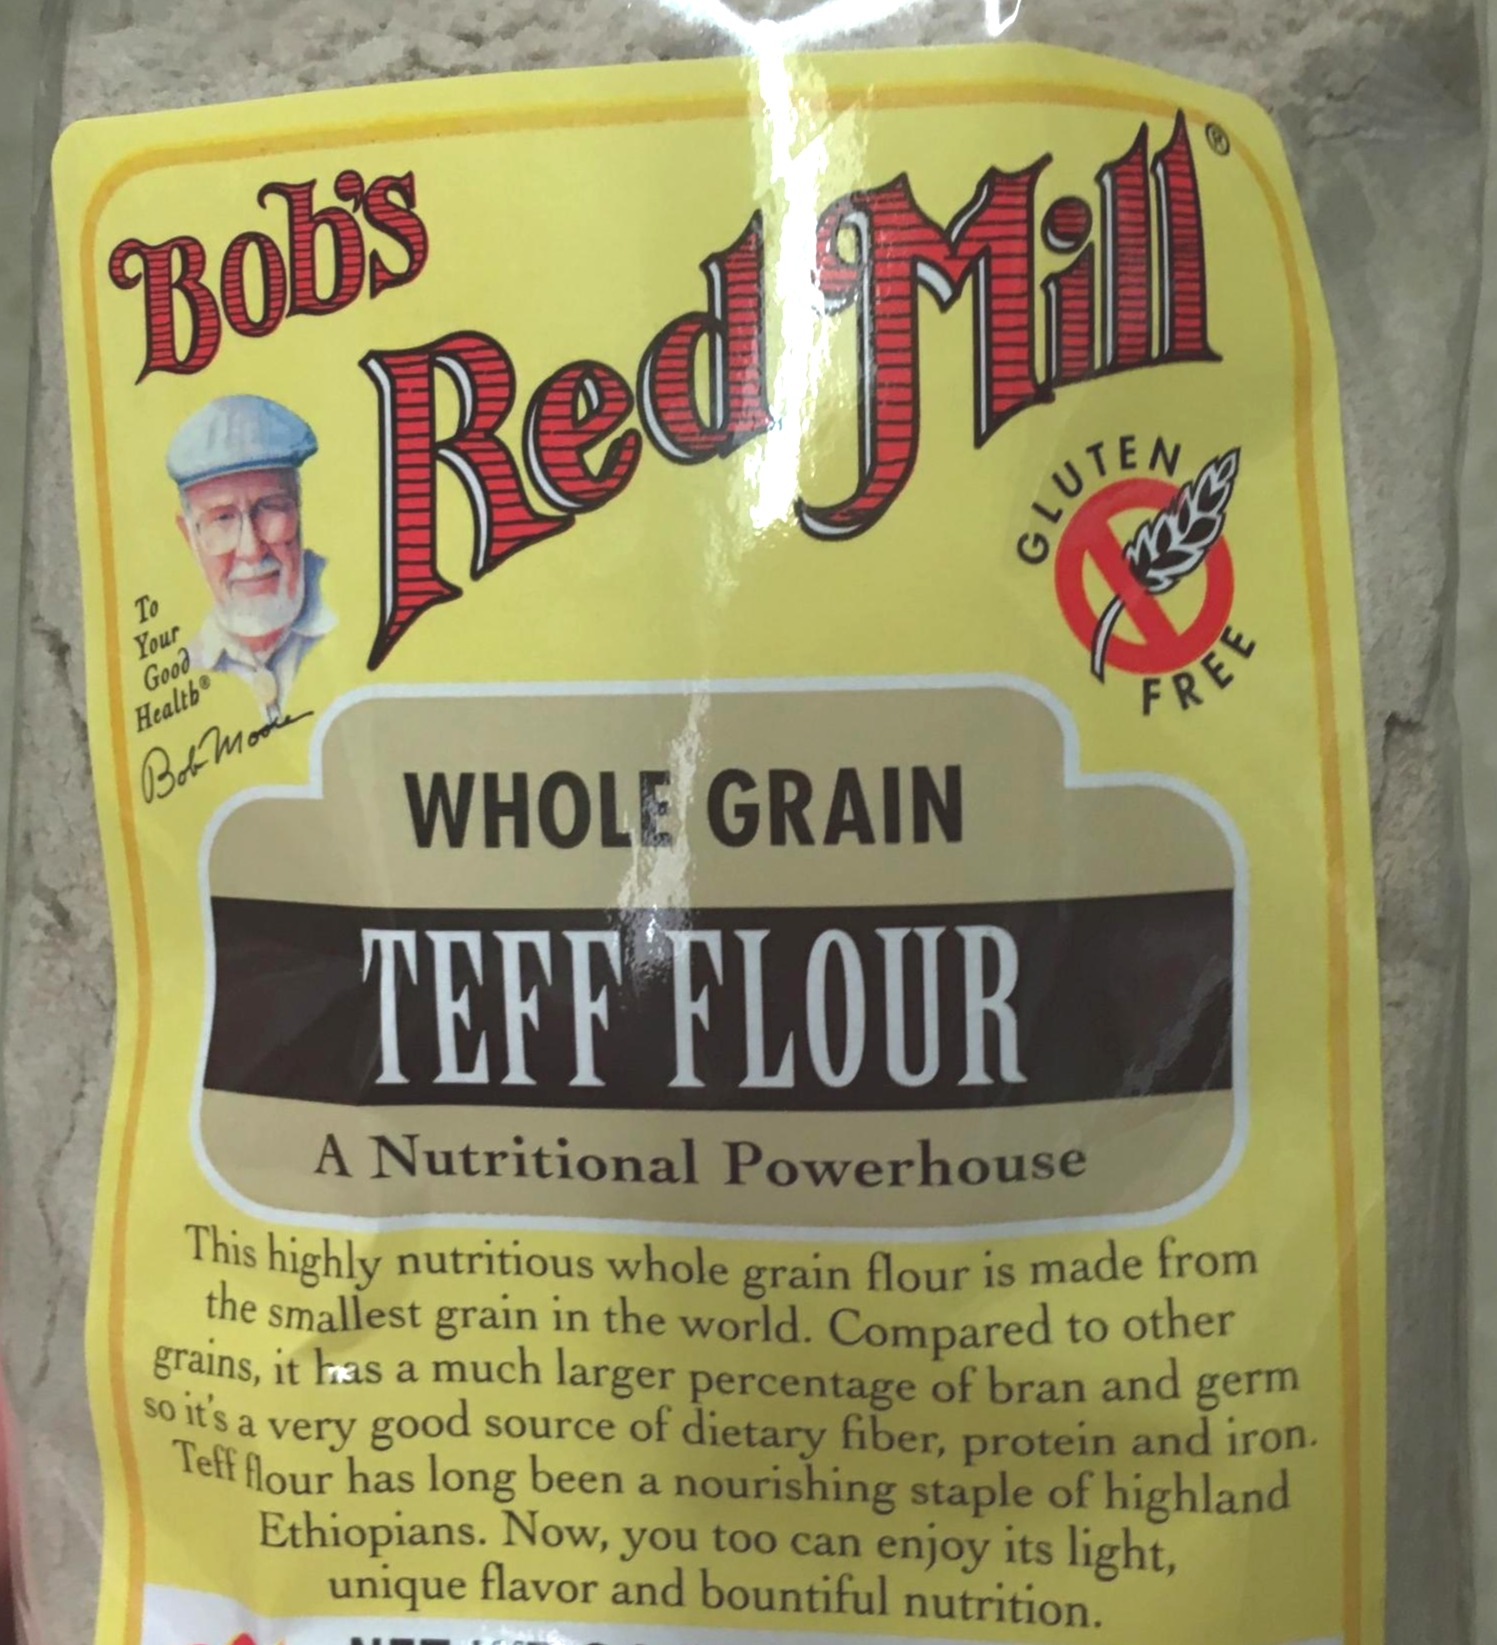 Bob's
Red Mill®
GLUTEN
FREE
To
Your
Good
Health®
Bob Moore
WHOLE GRAIN
TEFF FLOUR
A Nutritional Powerhouse
This highly nutritious whole grain flour is made from
the smallest grain in the world. Compared to other
grains, it has a much larger percentage of bran and germ
so it's a very good source of dietary fiber, protein and iron.
Teff flour has long been a nourishing staple of highland
Ethiopians. Now, you too can enjoy its light,
unique flavor and bountiful nutrition.